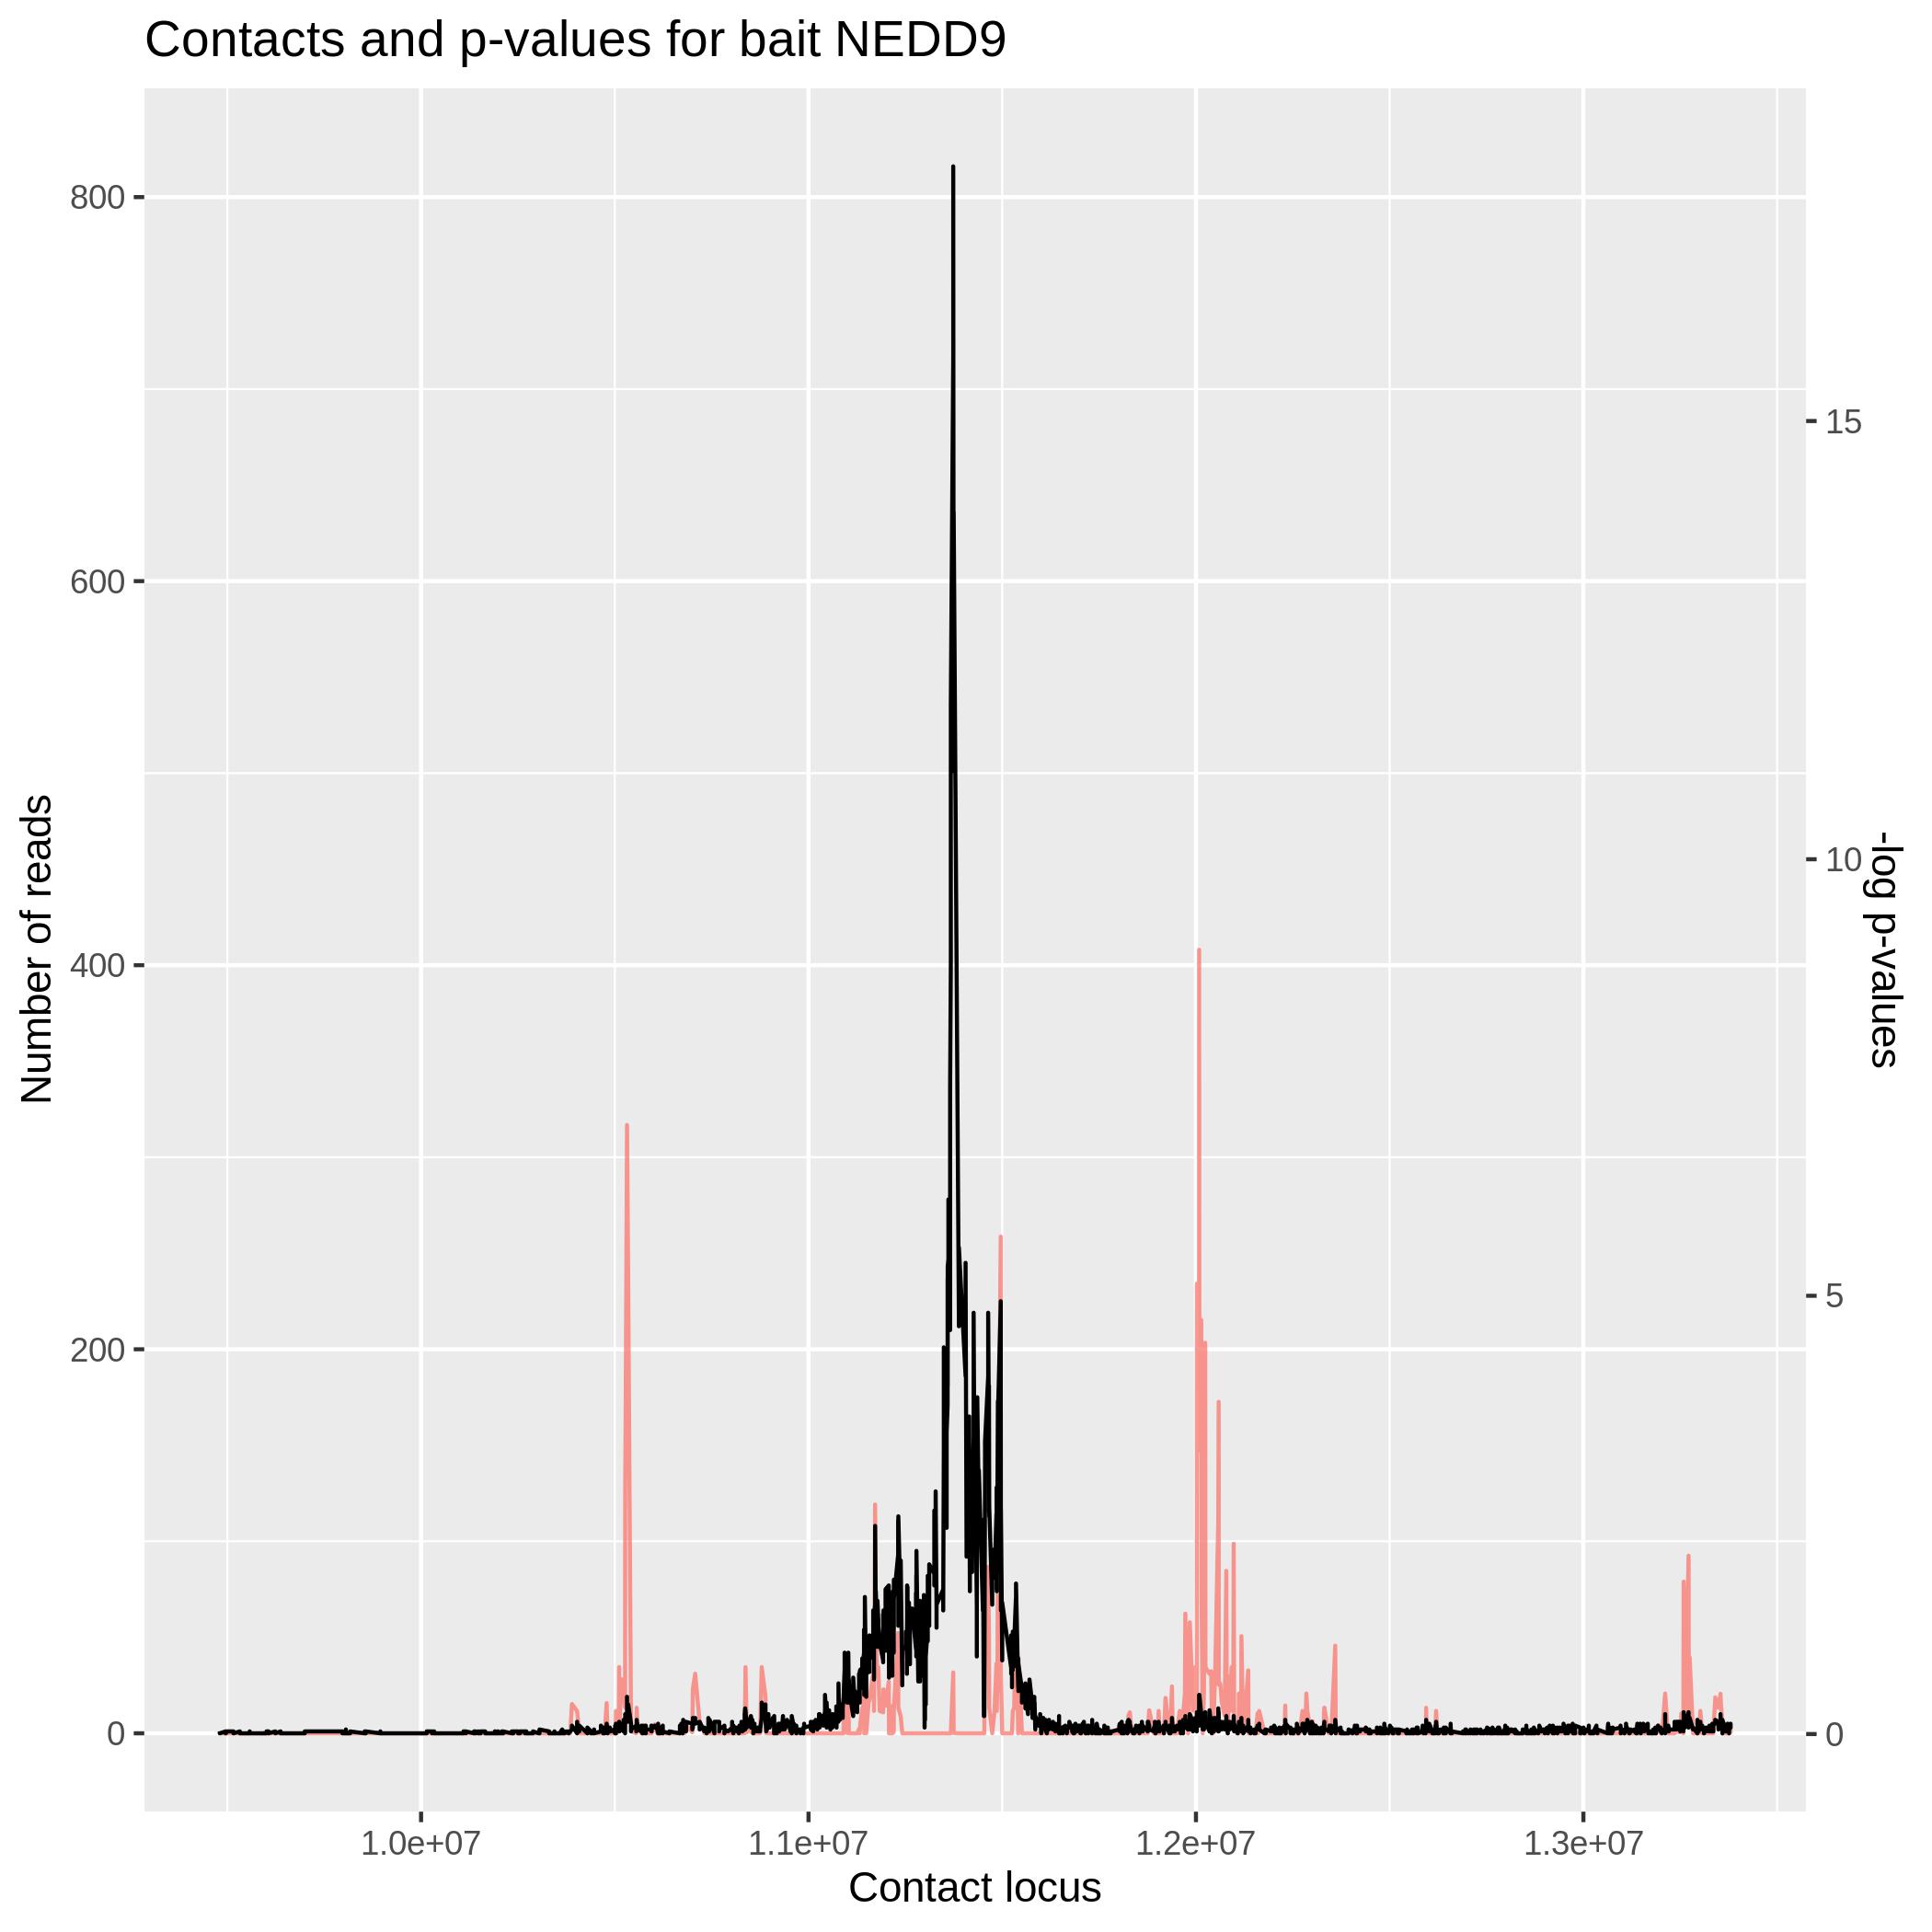 Contacts and p-values for bait NEDD9
800
600
400
200
0
Number of reads
15
10
5
0
-log p-values
1.0e+07
1.1e+07
1.2e+07
1.3e+07
Contact locus